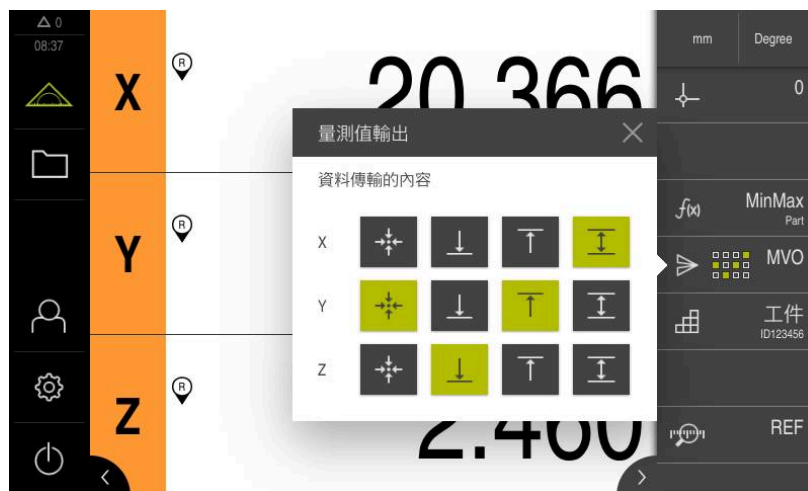 0
08:37
X
R
20.366
mm
Degree
0
量測值輸出
資料傳輸的內容
X
Y
Z
Y
R
f(x)
MinMax
Part
MVO
工件
ID123456
Z
R
2.460
REF